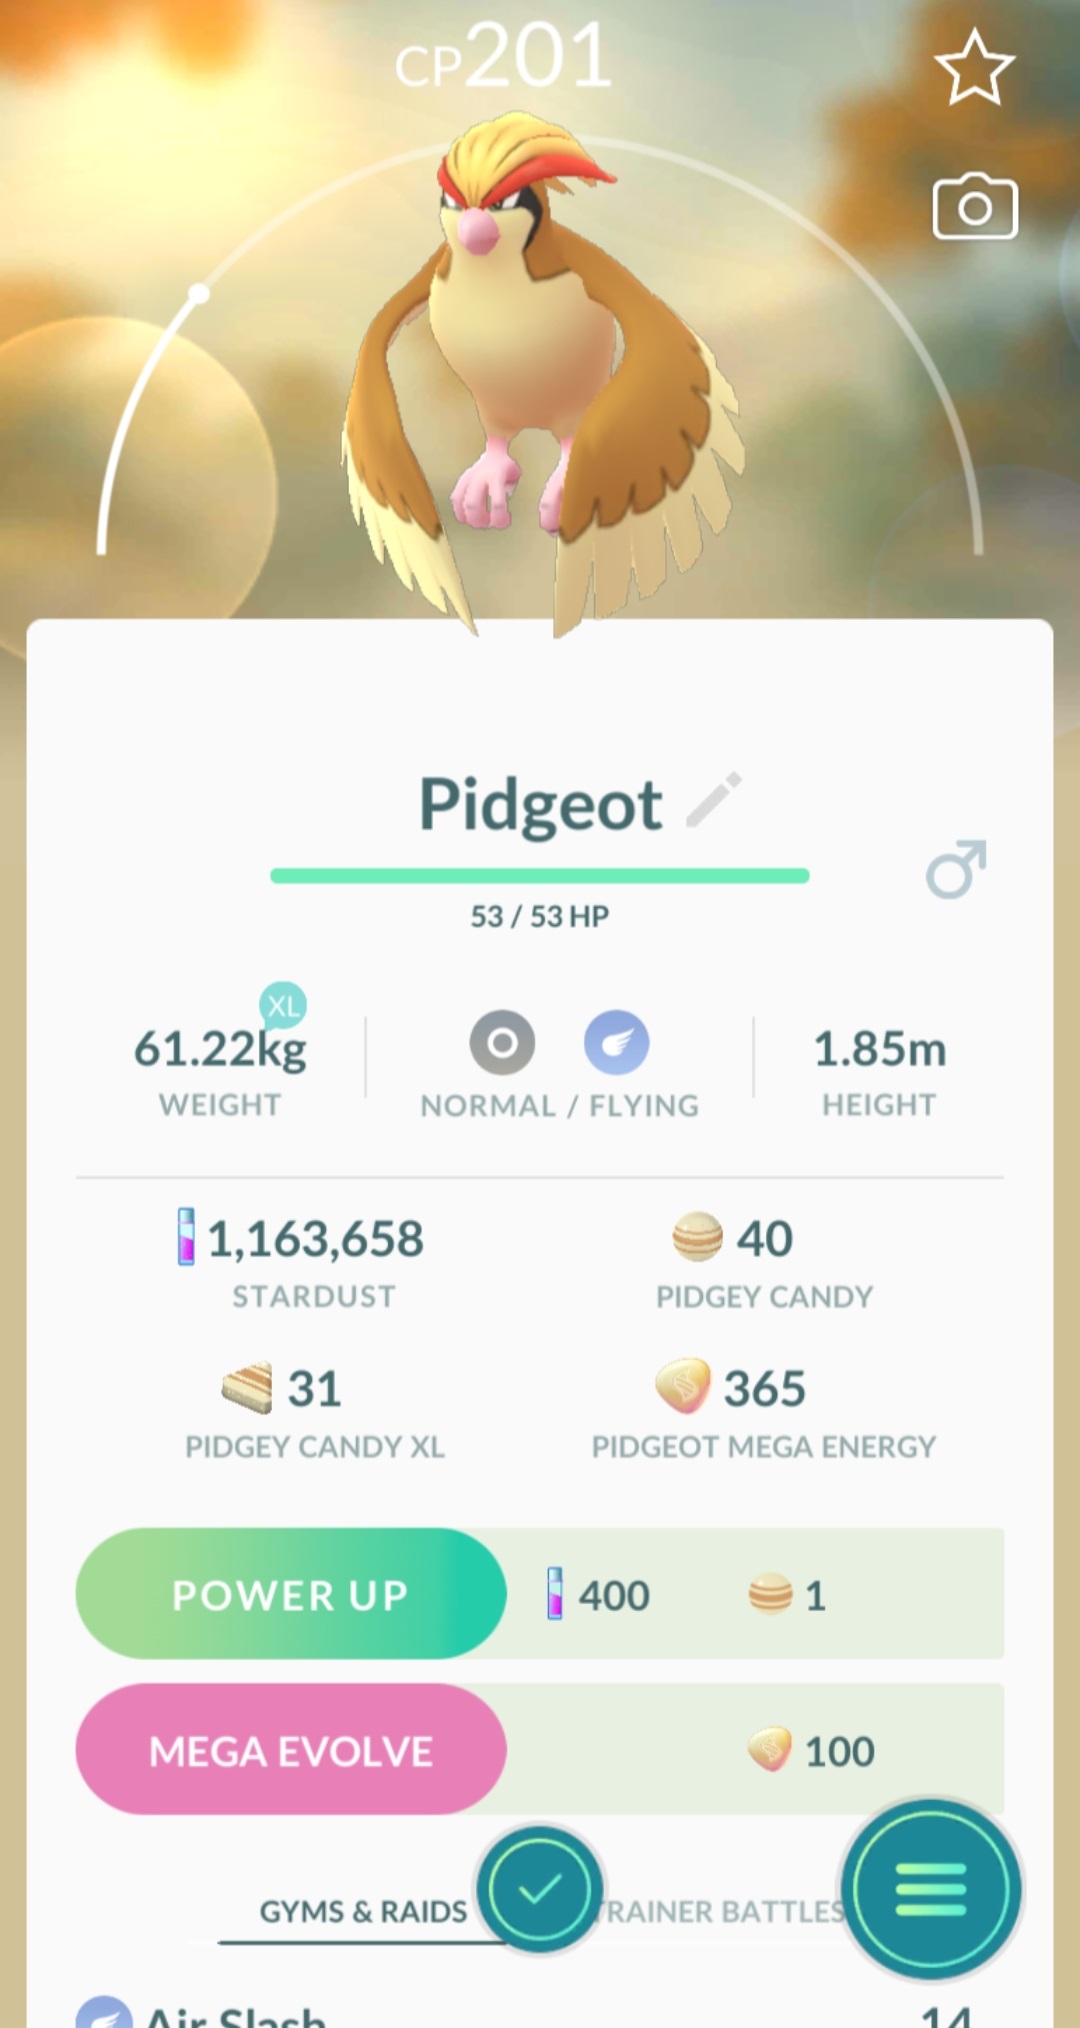 CP201
Pidgeot
53 / 53 HP
XL
61.22kg
WEIGHT
NORMAL / FLYING
1.85m
HEIGHT
1,163,658
STARDUST
40
PIDGEY CANDY
31
PIDGEY CANDY XL
365
PIDGEOT MEGA ENERGY
POWER UP 400 1
MEGA EVOLVE 100
GYMS & RAIDS TRAINER BATTLES
Air Slash 14